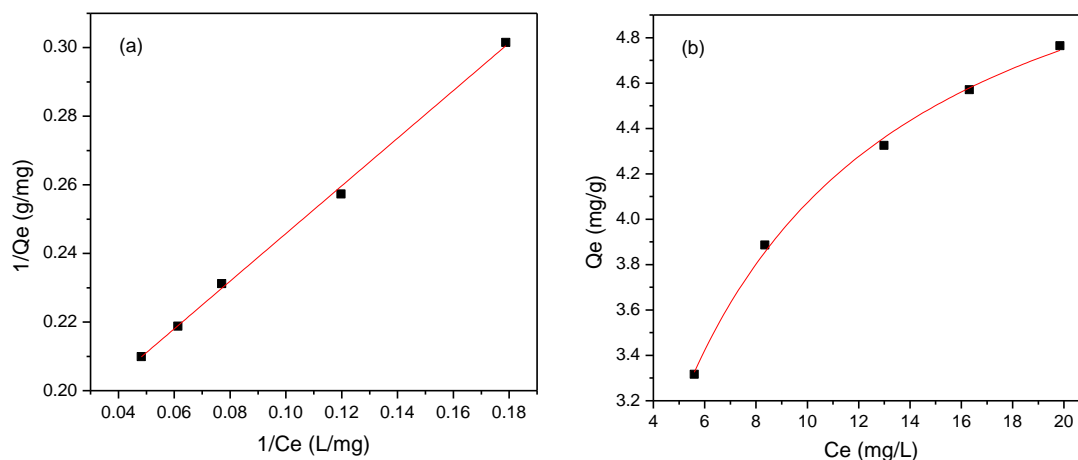 (a)
0.30
0.28
0.26
0.24
0.22
0.20
1/Qe (g/mg)
0.04 0.06 0.08 0.10 0.12 0.14 0.16 0.18
1/Ce (L/mg)
(b)
4.8
4.6
4.4
4.2
4.0
3.8
3.6
3.4
3.2
Qe (mg/g)
4 6 8 10 12 14 16 18 20
Ce (mg/L)